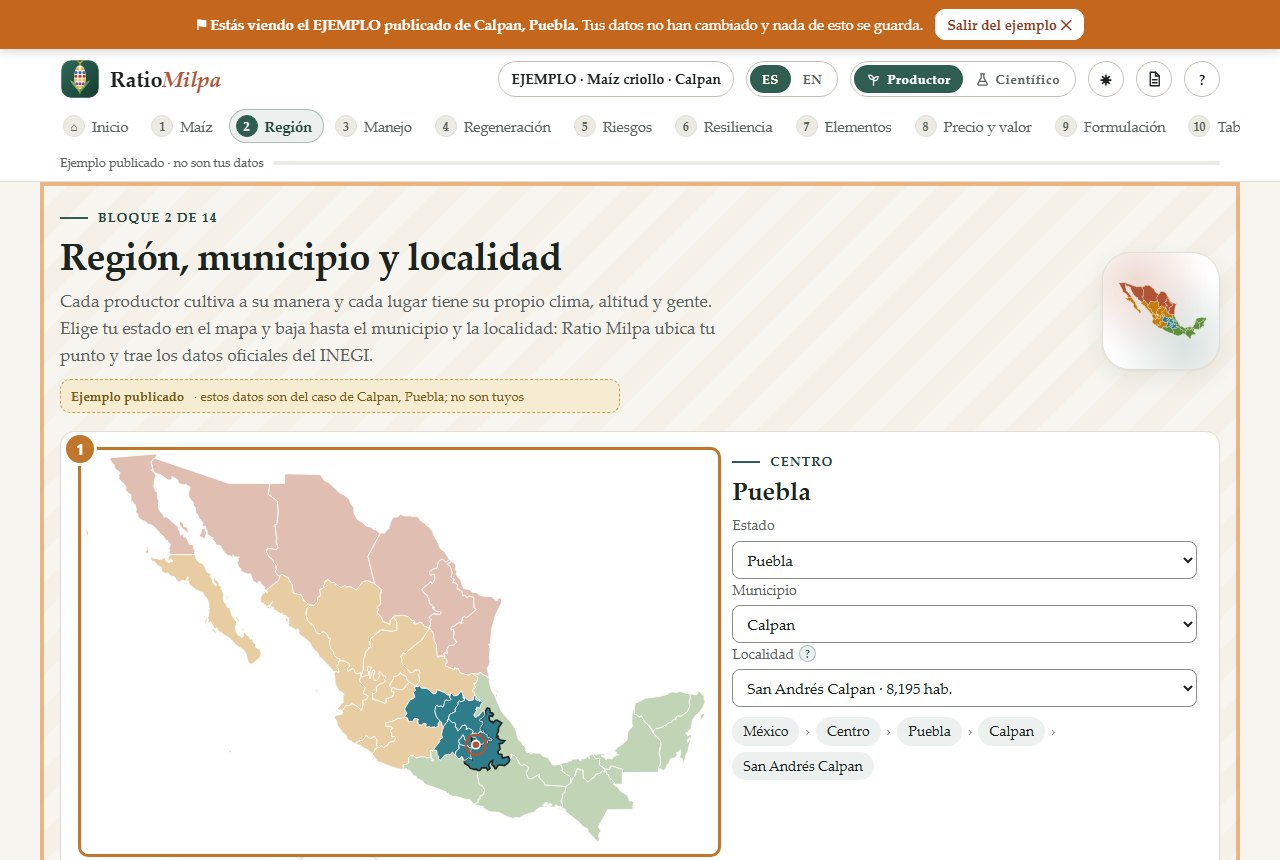 ⚑ Estás viendo el EJEMPLO publicado de Calpan, Puebla. Tus datos no han cambiado y nada de esto se guarda. Salir del ejemplo ✕
RatioMilpa
EJEMPLO · Maíz criollo · Calpan
ES EN
Productor Científico
?
⌂ Inicio 1 Maíz 2 Región 3 Manejo 4 Regeneración 5 Riesgos 6 Resiliencia 7 Elementos 8 Precio y valor 9 Formulación 10 Tab
Ejemplo publicado · no son tus datos
BLOQUE 2 DE 14
Región, municipio y localidad
Cada productor cultiva a su manera y cada lugar tiene su propio clima, altitud y gente.
Elige tu estado en el mapa y baja hasta el municipio y la localidad: Ratio Milpa ubica tu
punto y trae los datos oficiales del INEGI.
Ejemplo publicado · estos datos son del caso de Calpan, Puebla; no son tuyos
1
CENTRO
Puebla
Estado
Puebla
Municipio
Calpan
Localidad ?
San Andrés Calpan · 8,195 hab.
México › Centro › Puebla › Calpan ›
San Andrés Calpan